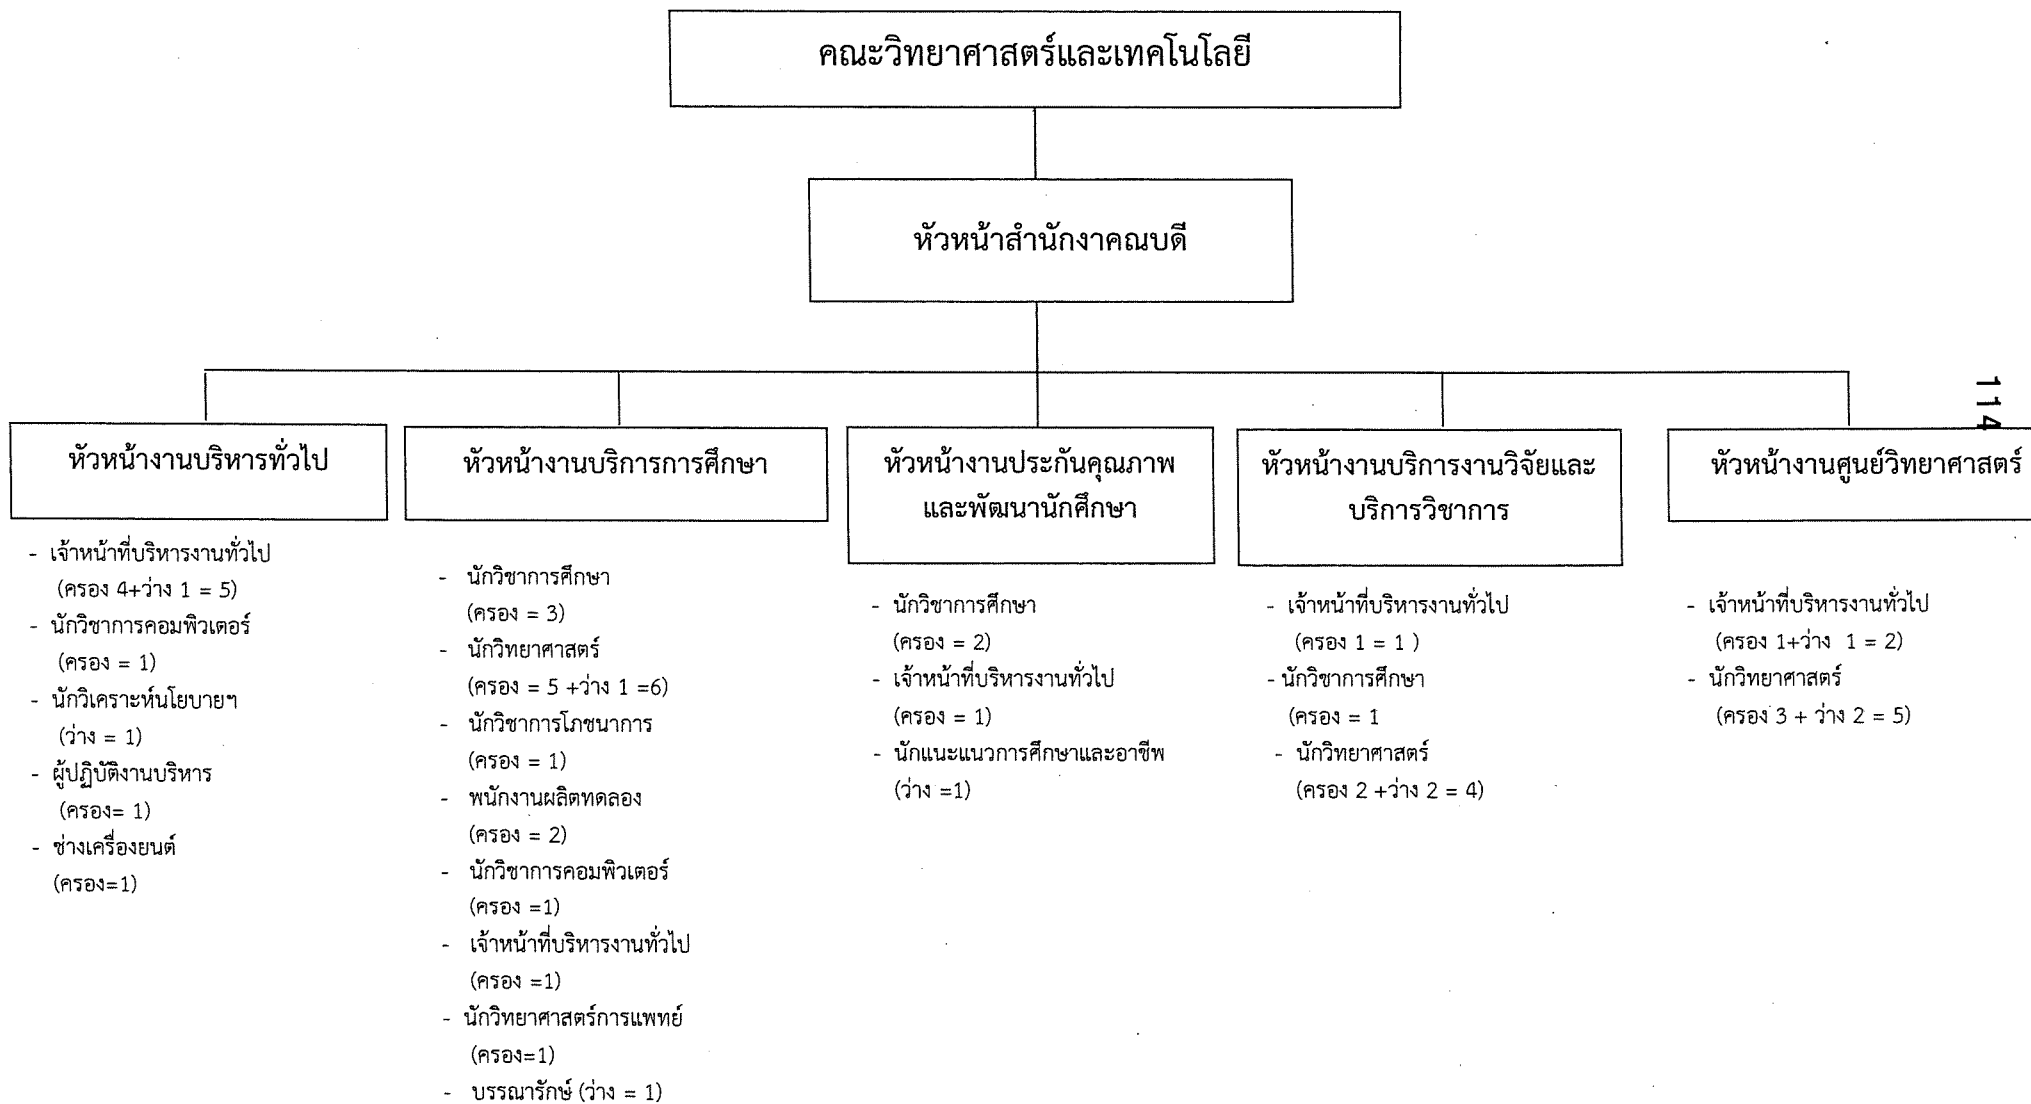 คณะวิทยาศาสตร์และเทคโนโลยี
หัวหน้าสำนักงาคณบดี
114
หัวหน้างานบริหารทั่วไป
- เจ้าหน้าที่บริหารงานทั่วไป
(ครอง 4+ว่าง 1 = 5)
- นักวิชาการคอมพิวเตอร์
(ครอง = 1)
- นักวิเคราะห์นโยบายฯ
(ว่าง = 1)
- ผู้ปฏิบัติงานบริหาร
(ครอง= 1)
- ช่างเครื่องยนต์
(ครอง=1)
หัวหน้างานบริการการศึกษา
- นักวิชาการศึกษา
(ครอง = 3)
- นักวิทยาศาสตร์
(ครอง = 5 +ว่าง 1 =6)
- นักวิชาการโภชนาการ
(ครอง = 1)
- พนักงานผลิตทดลอง
(ครอง = 2)
- นักวิชาการคอมพิวเตอร์
(ครอง =1)
- เจ้าหน้าที่บริหารงานทั่วไป
(ครอง =1)
- นักวิทยาศาสตร์การแพทย์
(ครอง=1)
- บรรณารักษ์ (ว่าง = 1)
หัวหน้างานประกันคุณภาพ
และพัฒนานักศึกษา
- นักวิชาการศึกษา
(ครอง = 2)
- เจ้าหน้าที่บริหารงานทั่วไป
(ครอง = 1)
- นักแนะแนวการศึกษาและอาชีพ
(ว่าง =1)
หัวหน้างานบริการงานวิจัยและ
บริการวิชาการ
- เจ้าหน้าที่บริหารงานทั่วไป
(ครอง 1 = 1 )
- นักวิชาการศึกษา
(ครอง = 1
- นักวิทยาศาสตร์
(ครอง 2 +ว่าง 2 = 4)
หัวหน้างานศูนย์วิทยาศาสตร์
- เจ้าหน้าที่บริหารงานทั่วไป
(ครอง 1+ว่าง 1 = 2)
- นักวิทยาศาสตร์
(ครอง 3 + ว่าง 2 = 5)